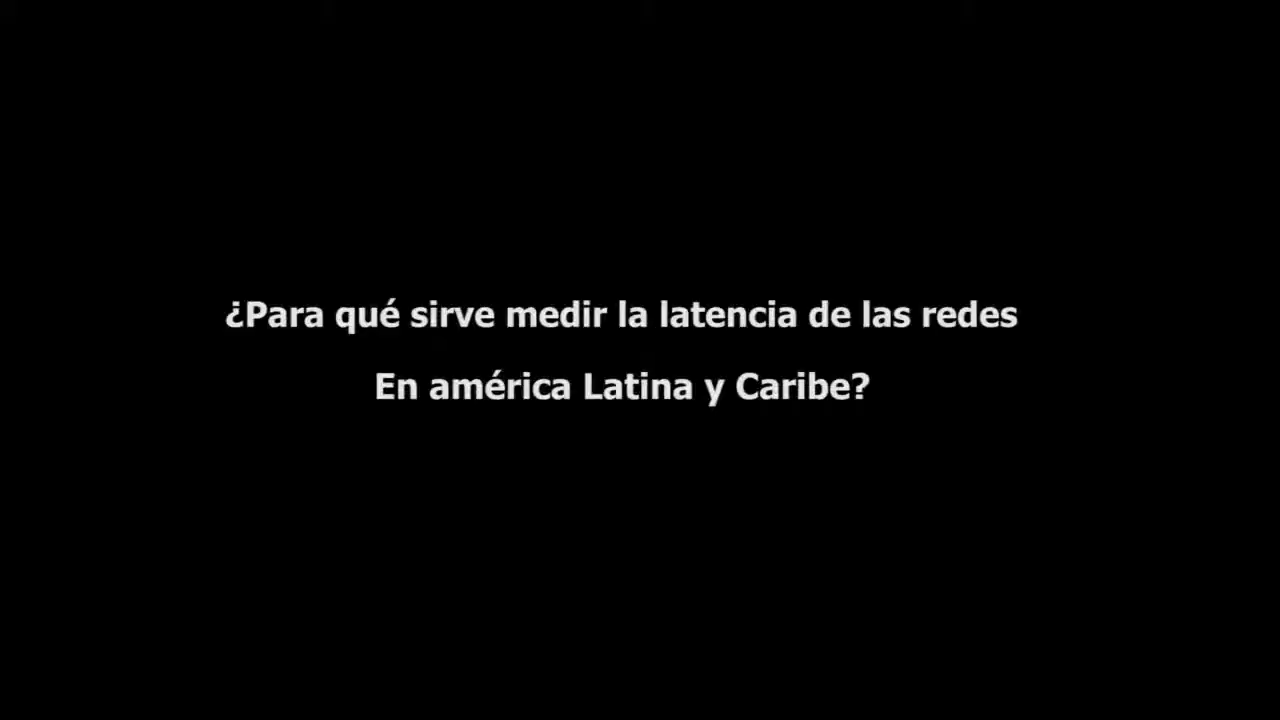 ¿Para qué sirve medir la latencia de las redes
En américa Latina y Caribe?